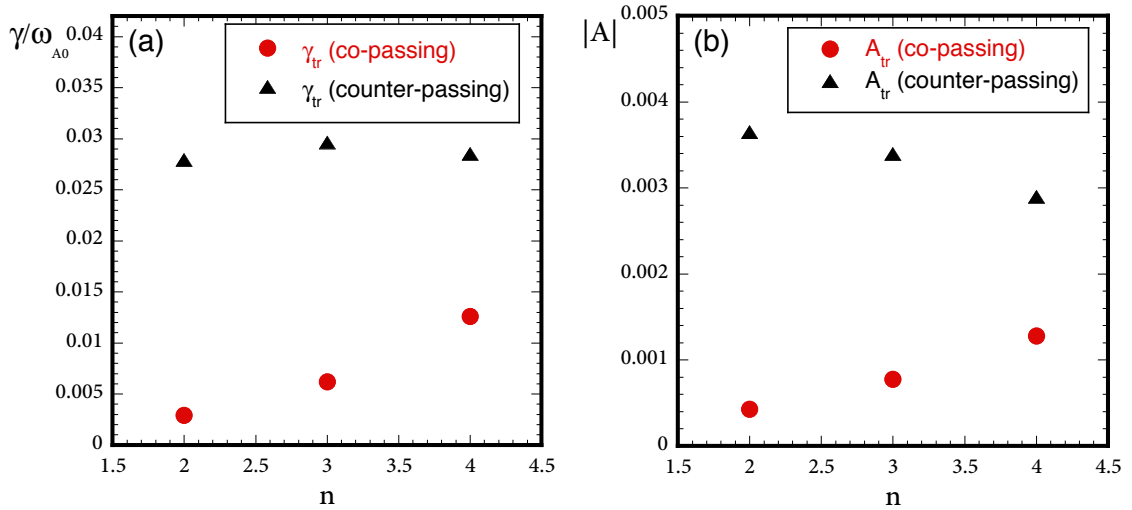 γ/ω_A0
(a)
γ_tr (co-passing)
γ_tr (counter-passing)
0.04
0.035
0.03
0.025
0.02
0.015
0.01
0.005
0
1.5 2 2.5 3 3.5 4 4.5
n
|A|
(b)
A_tr (co-passing)
A_tr (counter-passing)
0.005
0.004
0.003
0.002
0.001
0
1.5 2 2.5 3 3.5 4 4.5
n